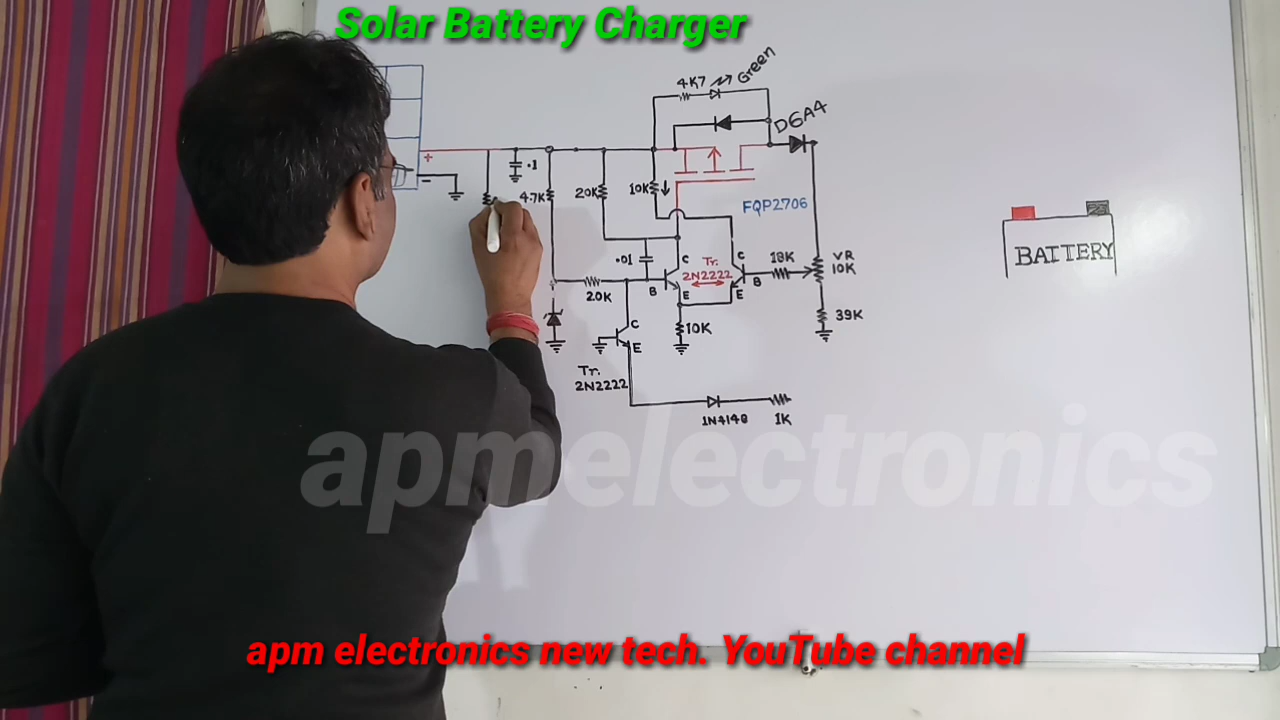 Solar Battery Charger
4K7
Green
D6A4
+
-
.1
4.7K
20K
10K
FQP2706
.01
C
Tr.
2N2222
C
B
E
E
B
18K
VR
10K
20K
10K
39K
C
E
Tr.
2N2222
1N4148
1K
BATTERY
apmelectronics
apm electronics new tech. YouTube channel